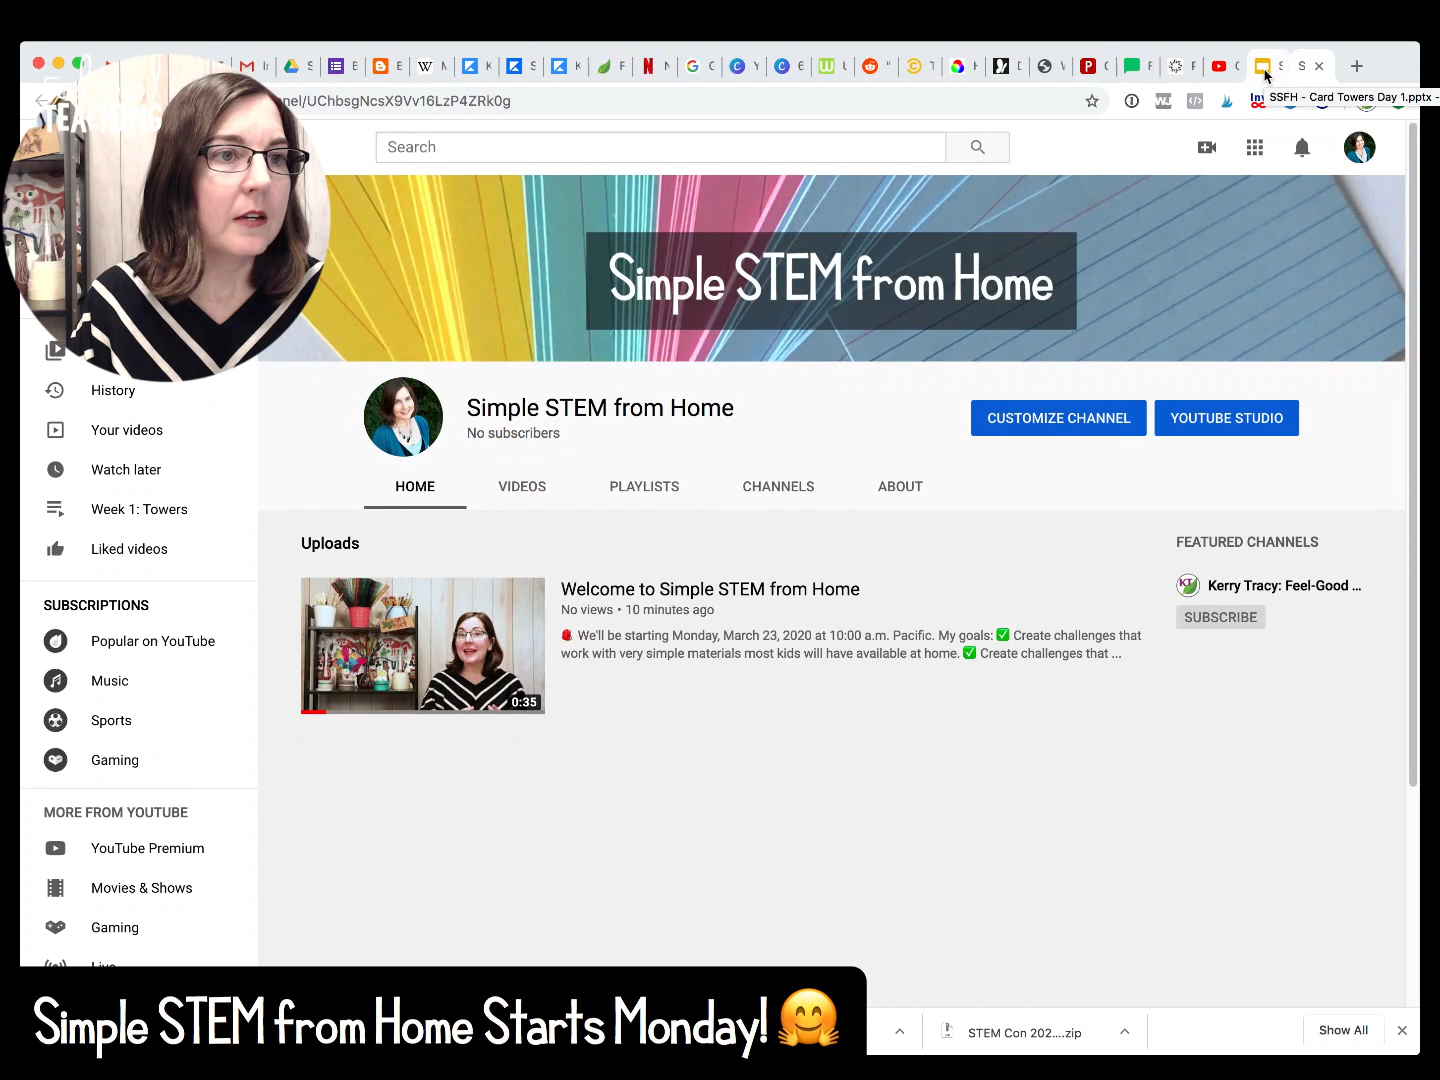 TEACHING
nel/UChbsgNcsX9Vv16LzP4ZRk0g
SSFH - Card Towers Day 1.pptx -
Search
Simple STEM from Home
Simple STEM from Home
No subscribers
CUSTOMIZE CHANNEL
YOUTUBE STUDIO
HOME
VIDEOS
PLAYLISTS
CHANNELS
ABOUT
History
Your videos
Watch later
Week 1: Towers
Liked videos
SUBSCRIPTIONS
Popular on YouTube
Music
Sports
Gaming
MORE FROM YOUTUBE
YouTube Premium
Movies & Shows
Gaming
Live
Uploads
Welcome to Simple STEM from Home
No views • 10 minutes ago
We'll be starting Monday, March 23, 2020 at 10:00 a.m. Pacific. My goals: ✅ Create challenges that
work with very simple materials most kids will have available at home. ✅ Create challenges that ...
0:35
FEATURED CHANNELS
KT
Kerry Tracy: Feel-Good ...
SUBSCRIBE
Simple STEM from Home Starts Monday! 🤗
STEM Con 202....zip
Show All